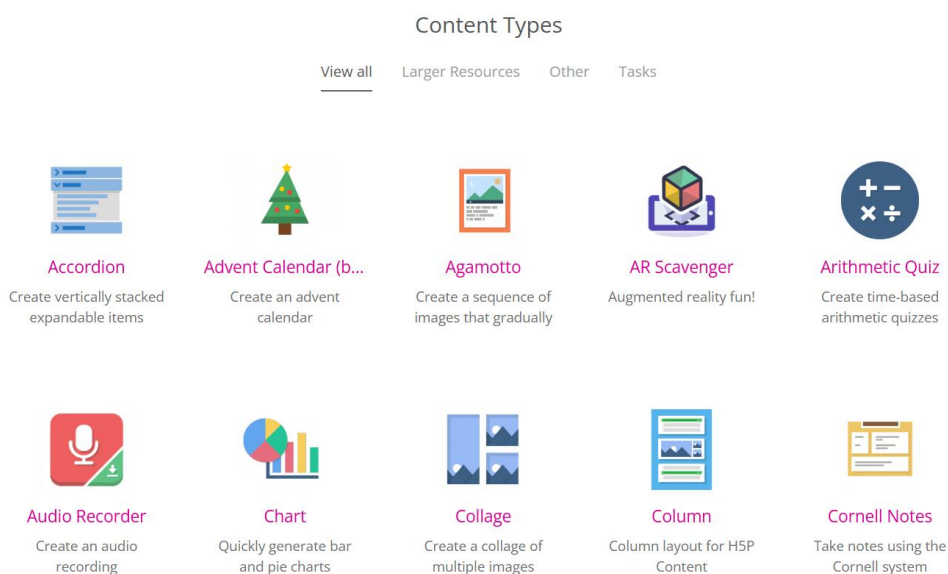 Content Types
View all Larger Resources Other Tasks
Accordion
Create vertically stacked
expandable items
Advent Calendar (b...
Create an advent
calendar
Agamotto
Create a sequence of
images that gradually
AR Scavenger
Augmented reality fun!
Arithmetic Quiz
Create time-based
arithmetic quizzes
Audio Recorder
Create an audio
recording
Chart
Quickly generate bar
and pie charts
Collage
Create a collage of
multiple images
Column
Column layout for H5P
Content
Cornell Notes
Take notes using the
Cornell system